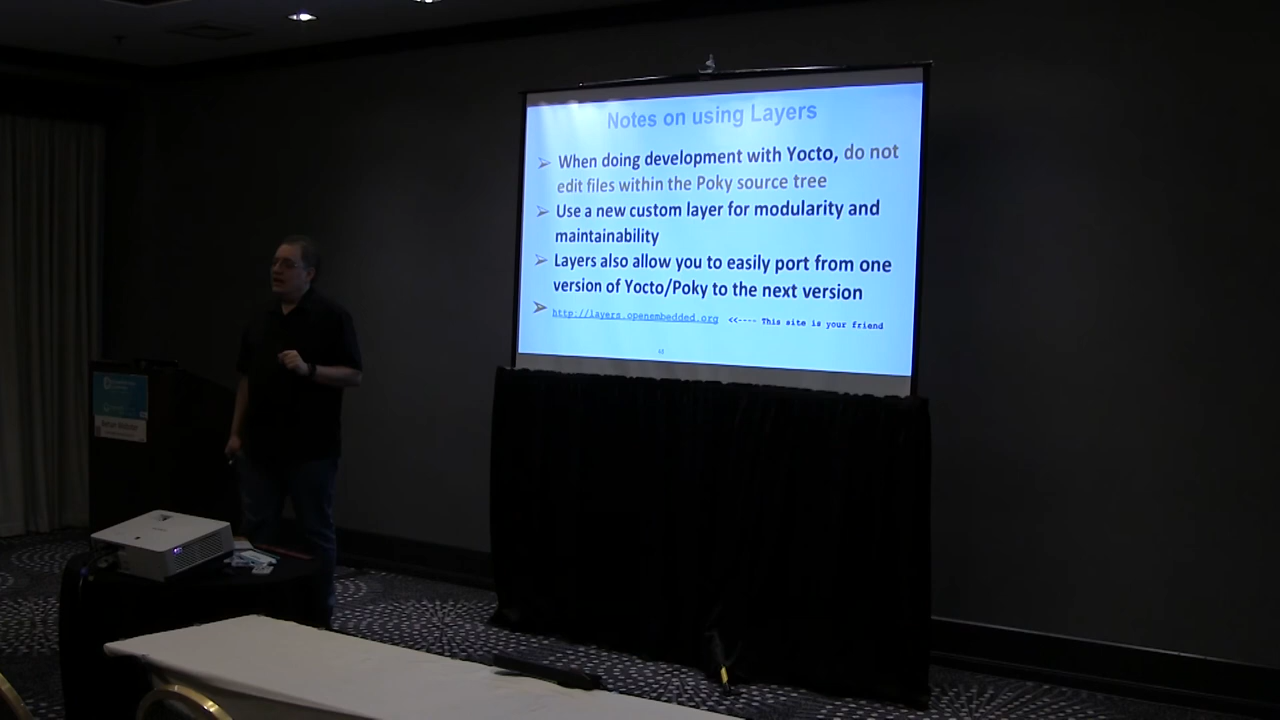 Notes on using Layers
When doing development with Yocto, do not
edit files within the Poky source tree
Use a new custom layer for modularity and
maintainability
Layers also allow you to easily port from one
version of Yocto/Poky to the next version
http://layers.openembedded.org <<---- This site is your friend